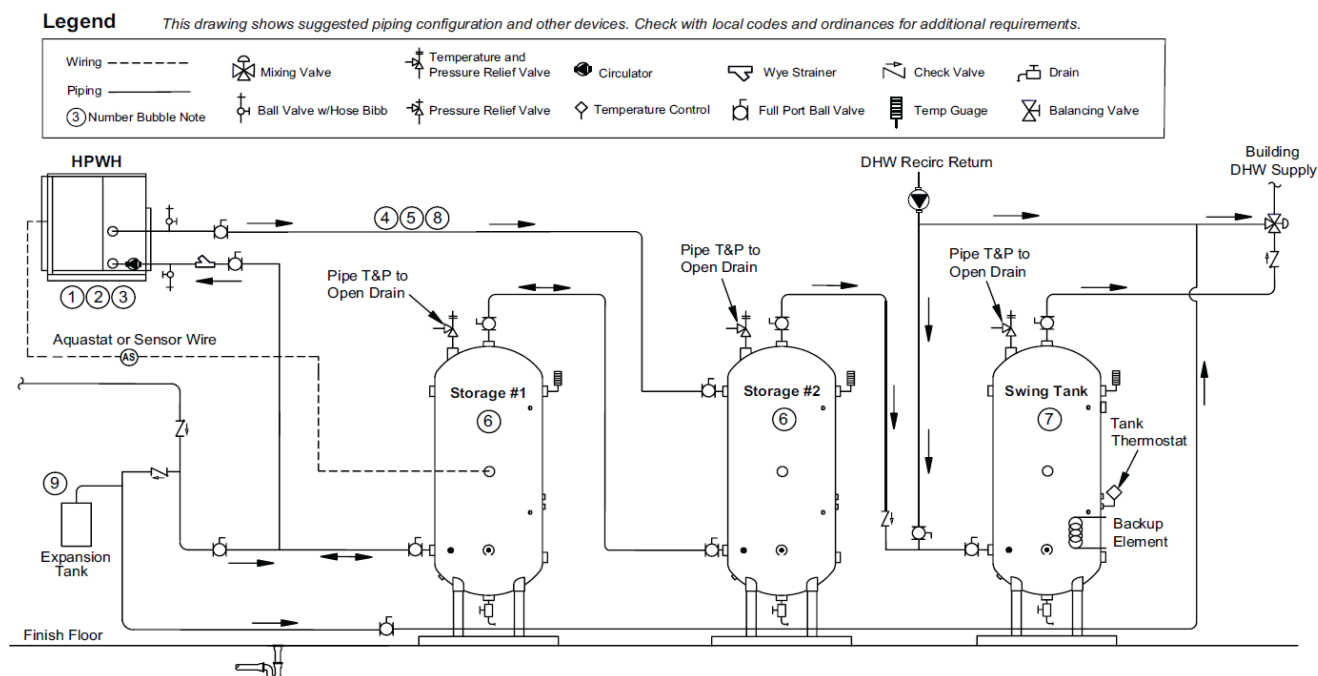 Legend
This drawing shows suggested piping configuration and other devices. Check with local codes and ordinances for additional requirements.
Wiring
Mixing Valve
Temperature and
Pressure Relief Valve
Circulator
Wye Strainer
Check Valve
Drain
Piping
3 Number Bubble Note
Ball Valve w/Hose Bibb
Pressure Relief Valve
Temperature Control
Full Port Ball Valve
Temp Guage
Balancing Valve
HPWH
DHW Recirc Return
Building
DHW Supply
4 5 8
Pipe T&P to
Open Drain
Pipe T&P to
Open Drain
Pipe T&P to
Open Drain
1 2 3
Aquastat or Sensor Wire
AS
Storage #1
6
Storage #2
6
Swing Tank
7
Tank
Thermostat
9
Expansion
Tank
Backup
Element
Finish Floor